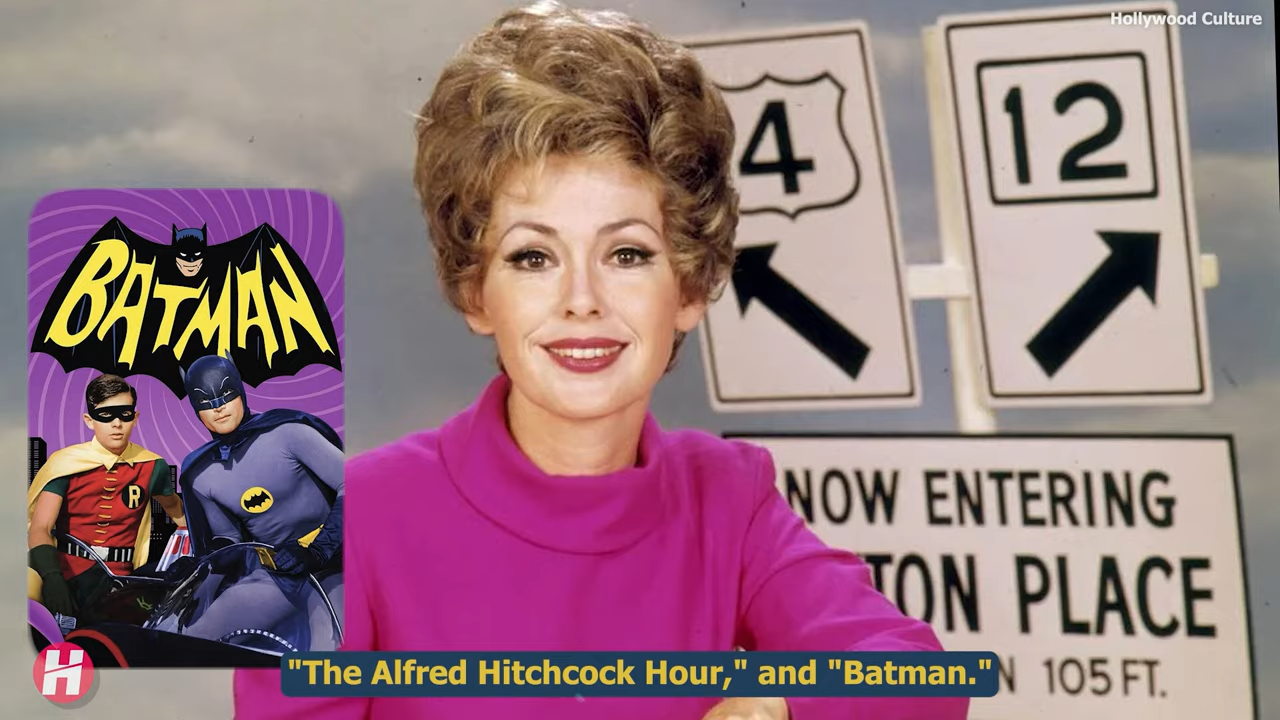 Hollywood Culture
4
12
BATMAN
R
NOW ENTERING
TON PLACE
N 105 FT.
H
"The Alfred Hitchcock Hour," and "Batman."